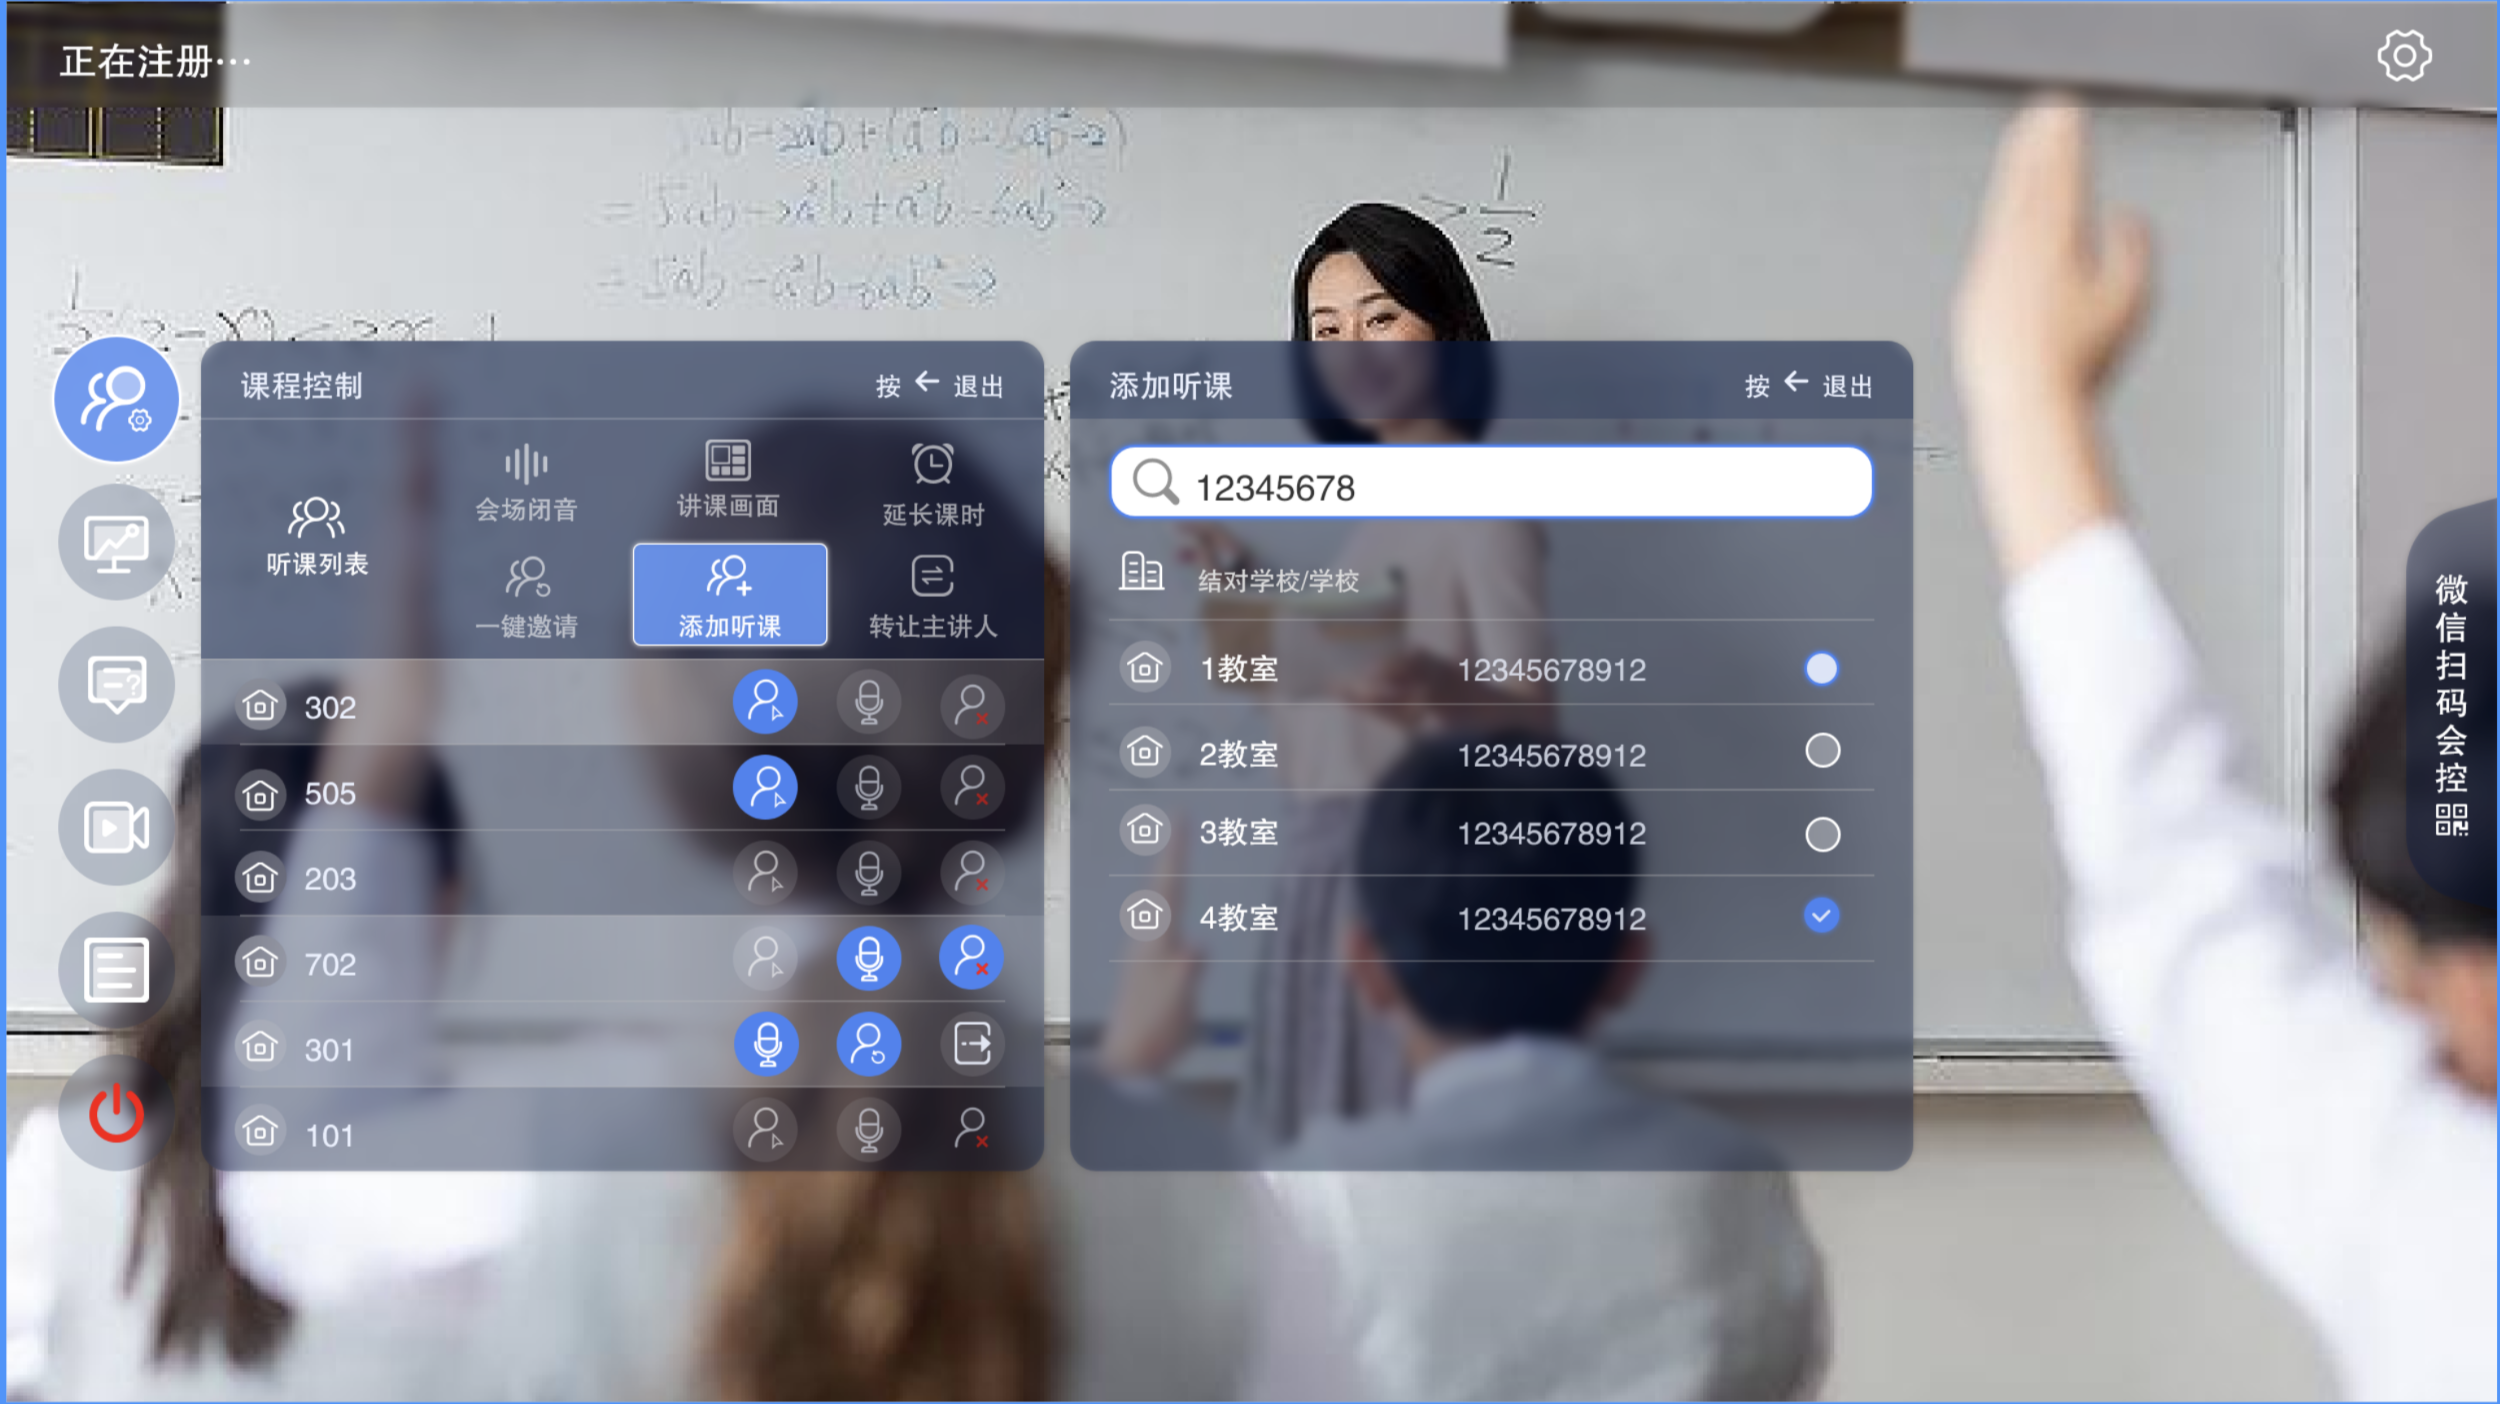 正在注册…
课程控制
按 ← 退出
听课列表
会场闭音
讲课画面
延长课时
一键邀请
添加听课
转让主讲人
302
505
203
702
301
101
添加听课
按 ← 退出
12345678
结对学校/学校
1教室 12345678912
2教室 12345678912
3教室 12345678912
4教室 12345678912
微信扫码会控